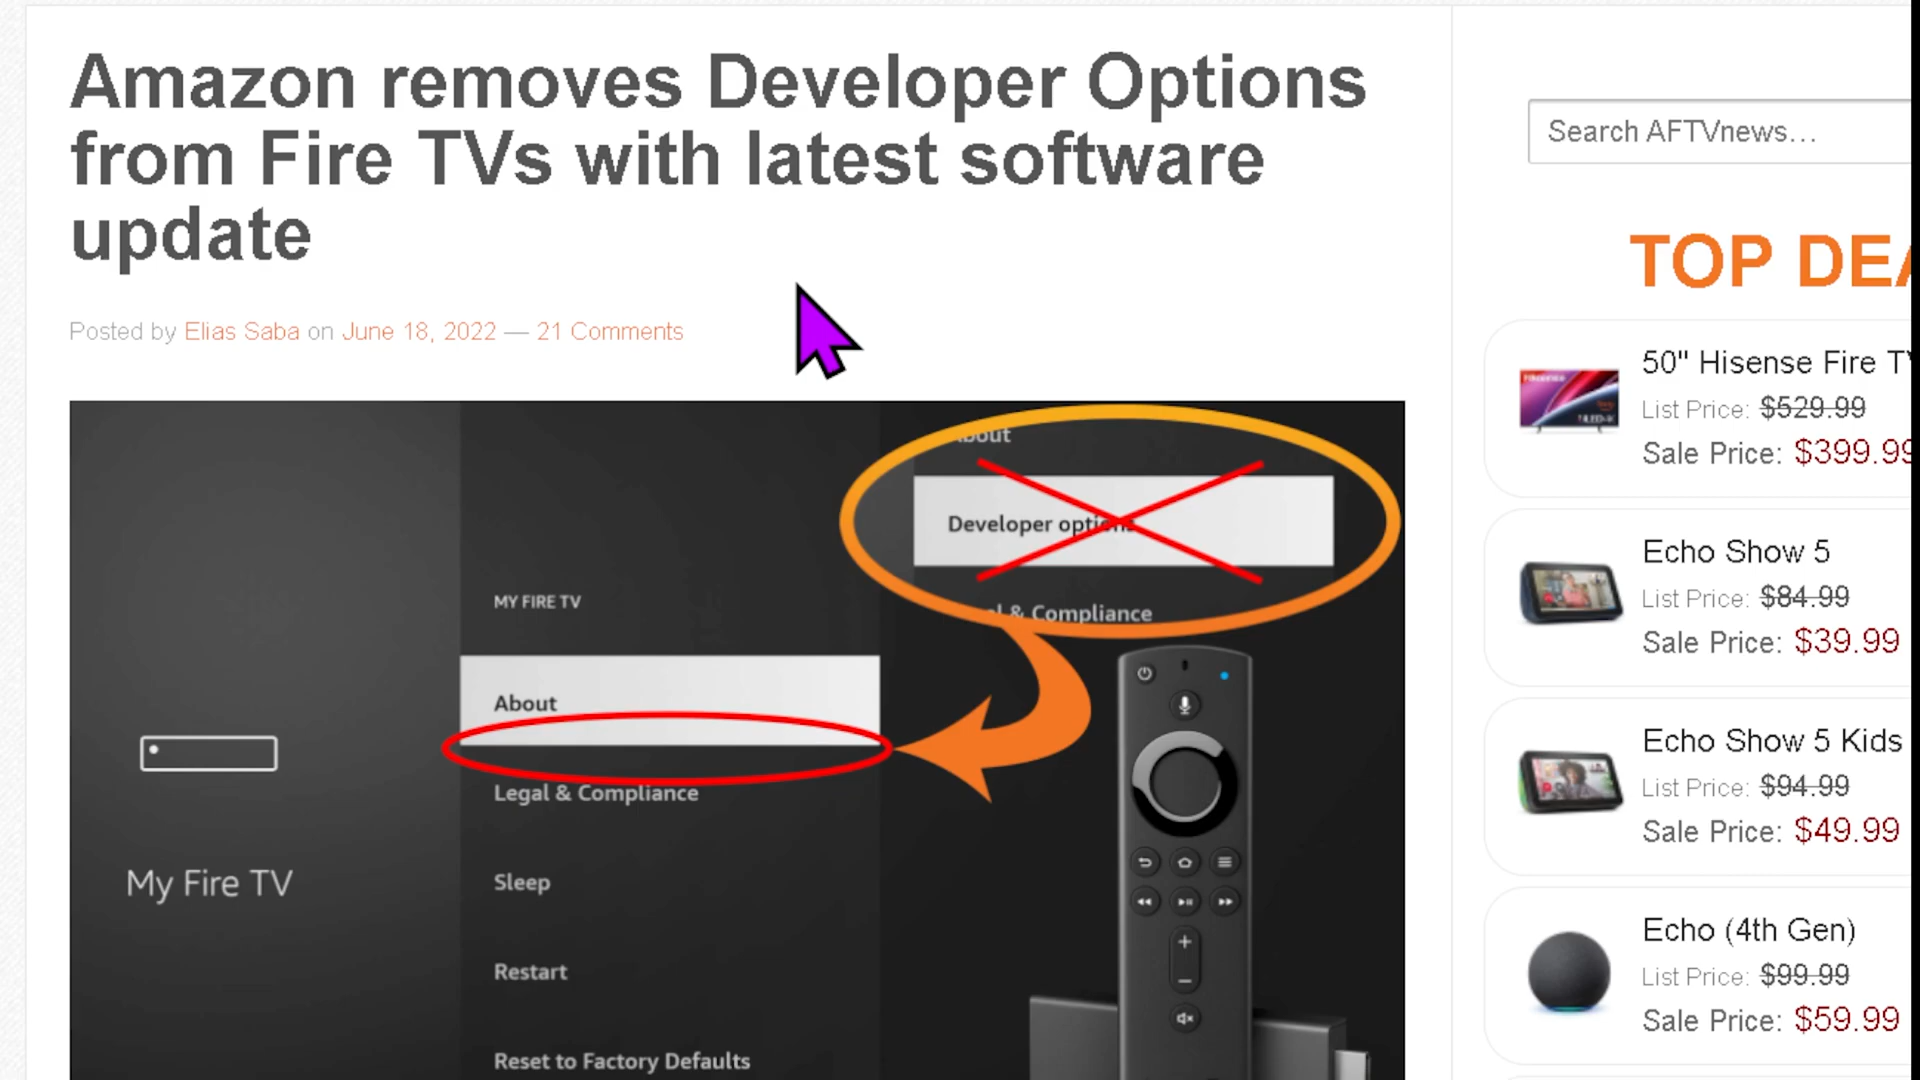 Amazon removes Developer Options
from Fire TVs with latest software
update
Posted by Elias Saba on June 18, 2022 — 21 Comments
About
Developer options
& Compliance
MY FIRE TV
About
Legal & Compliance
Sleep
Restart
Reset to Factory Defaults
My Fire TV
Search AFTVnews…
TOP
50" Hisense Fire
List Price: $529.99
Sale Price: $399.99
Echo Show 5
List Price: $84.99
Sale Price: $39.99
Echo Show 5 Kids
List Price: $94.99
Sale Price: $49.99
Echo (4th Gen)
List Price: $99.99
Sale Price: $59.99